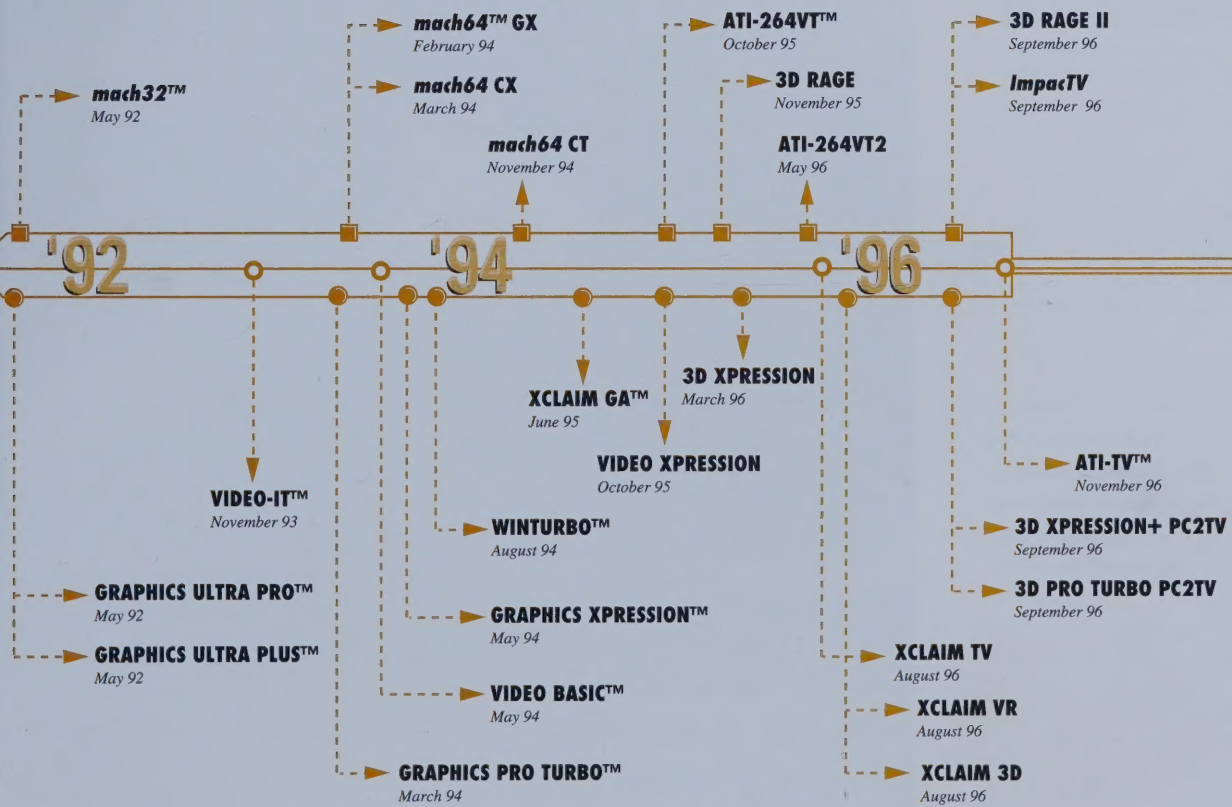 mach64™ GX
February 94
ATI-264VT™
October 95
3D RAGE II
September 96
mach32™
May 92
mach64 CX
March 94
3D RAGE
November 95
ImpacTV
September 96
mach64 CT
November 94
ATI-264VT2
May 96
'92
'94
'96
3D XPRESSION
March 96
XCLAIM GA™
June 95
VIDEO XPRESSION
October 95
ATI-TV™
November 96
VIDEO-IT™
November 93
WINTURBO™
August 94
3D XPRESSION+ PC2TV
September 96
GRAPHICS ULTRA PRO™
May 92
GRAPHICS XPRESSION™
May 94
3D PRO TURBO PC2TV
September 96
GRAPHICS ULTRA PLUS™
May 92
XCLAIM TV
August 96
VIDEO BASIC™
May 94
XCLAIM VR
August 96
GRAPHICS PRO TURBO™
March 94
XCLAIM 3D
August 96